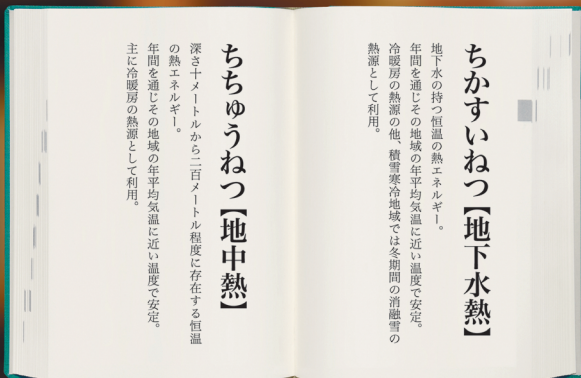 ちかすいねつ【地下水熱】
地下水の持つ恒温の熱エネルギー。
年間を通じその地域の年平均気温に近い温度で安定。
冷暖房の熱源の他、積雪寒冷地域では冬期間の消融雪の
熱源として利用。
ちちゅうねつ【地中熱】
深さ十メートルから二百メートル程度に存在する恒温
の熱エネルギー。
年間を通じその地域の年平均気温に近い温度で安定。
主に冷暖房の熱源として利用。